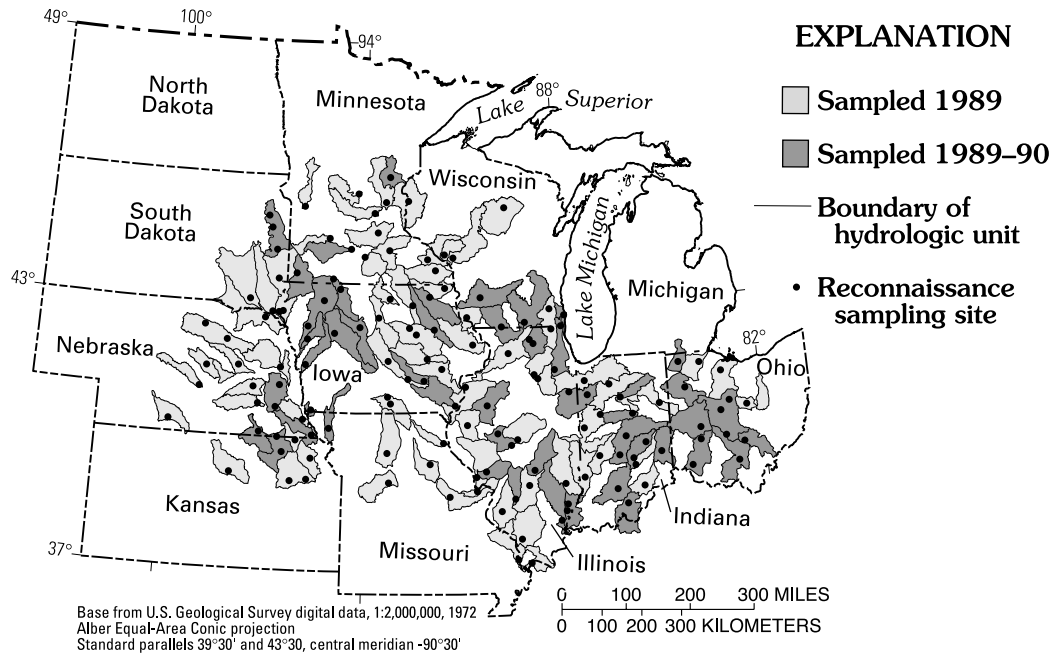 49°
100°
94°
88°
82°
43°
37°
North
Dakota
Minnesota
Lake Superior
Wisconsin
South
Dakota
Lake Michigan
Michigan
Nebraska
Iowa
Ohio
Kansas
Missouri
Illinois
Indiana
EXPLANATION
Sampled 1989
Sampled 1989–90
Boundary of
hydrologic unit
Reconnaissance
sampling site
0 100 200 300 MILES
0 100 200 300 KILOMETERS
Base from U.S. Geological Survey digital data, 1:2,000,000, 1972
Alber Equal-Area Conic projection
Standard parallels 39°30' and 43°30, central meridian -90°30'